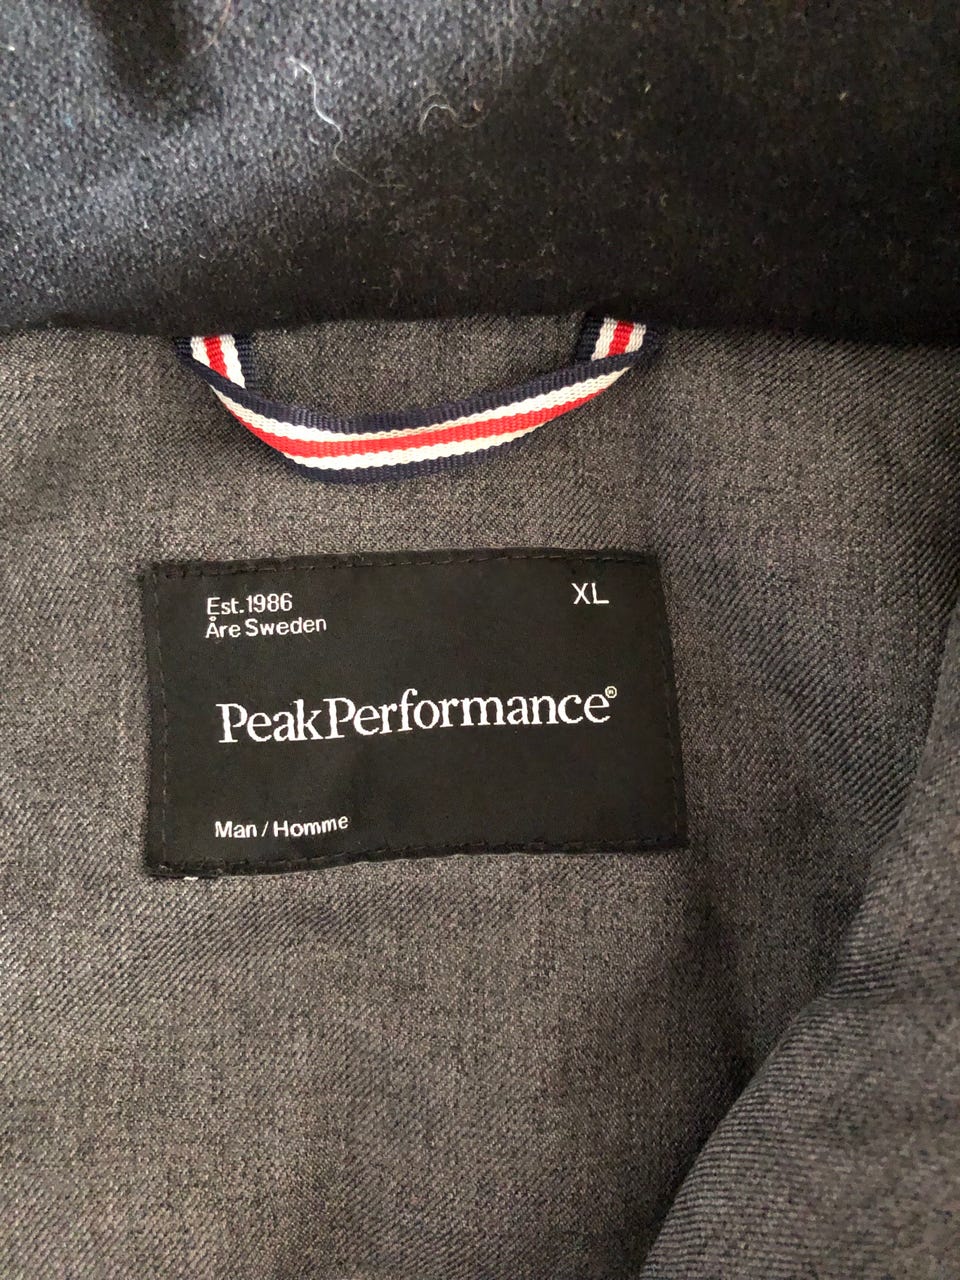 Est.1986
Åre Sweden
XL
PeakPerformance®
Man / Homme